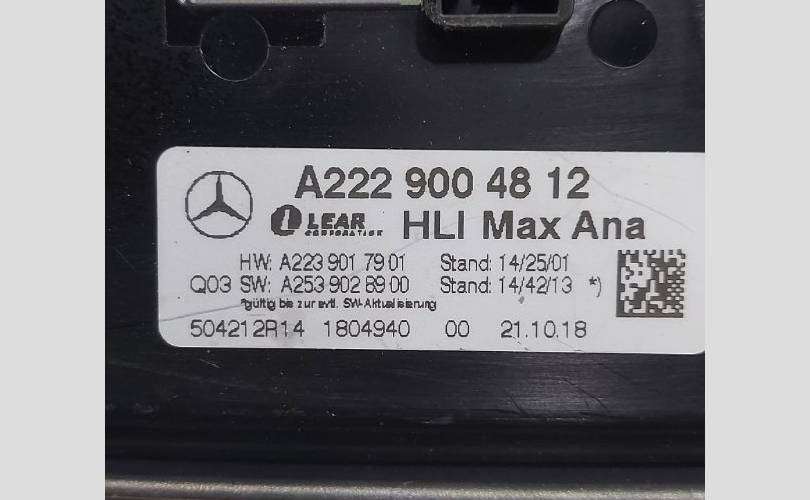 A222 900 48 12
LEAR CORPORATION HLI Max Ana
HW: A223 901 79 01 Stand: 14/25/01
Q03 SW: A253 902 89 00 Stand: 14/42/13 *)
*gültig bis zur evtl. SW-Aktualisierung
504212R14 1804940 00 21.10.18